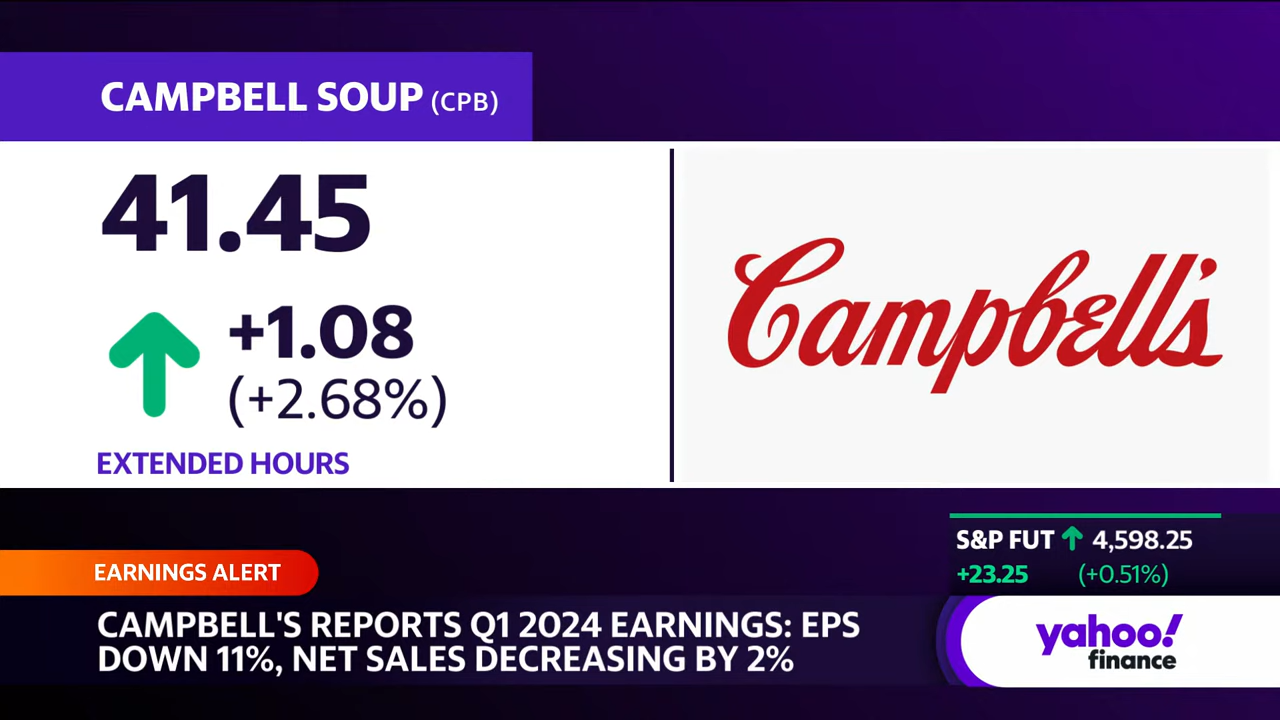 CAMPBELL SOUP (CPB)
41.45
+1.08
(+2.68%)
EXTENDED HOURS
Campbell's
S&P FUT 4,598.25
+23.25 (+0.51%)
EARNINGS ALERT
CAMPBELL'S REPORTS Q1 2024 EARNINGS: EPS
DOWN 11%, NET SALES DECREASING BY 2%
yahoo!
finance